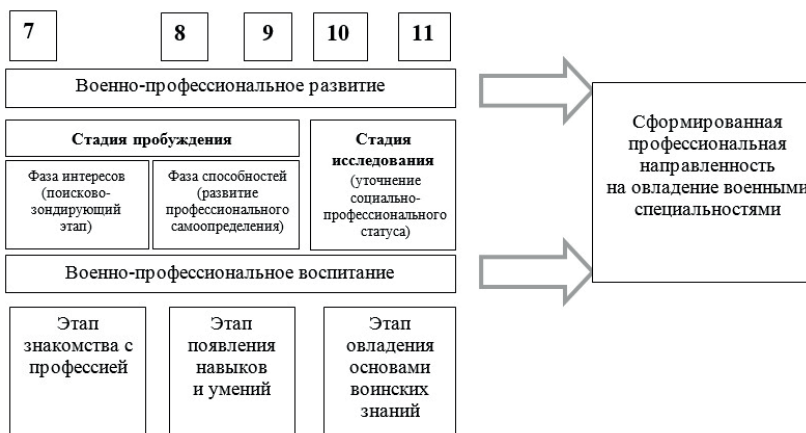 7
8
9
10
11
Военно-профессиональное развитие
Стадия пробуждения
Фаза интересов
(поисково-
зондирующий
этап)
Фаза способностей
(развитие
профессионального
самоопределения)
Стадия
исследования
(уточнение
социально-
профессионального
статуса)
Военно-профессиональное воспитание
Этап
знакомства с
профессией
Этап
появления
навыков
и умений
Этап
овладения
основами
воинских
знаний
Сформированная
профессиональная
направленность
на овладение военными
специальностями